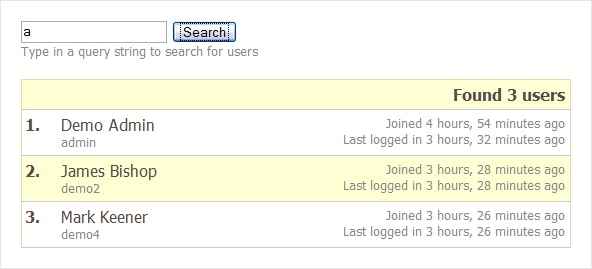 a Search
Type in a query string to search for users
Found 3 users
1. Demo Admin Joined 4 hours, 54 minutes ago
admin Last logged in 3 hours, 32 minutes ago
2. James Bishop Joined 3 hours, 28 minutes ago
demo2 Last logged in 3 hours, 28 minutes ago
3. Mark Keener Joined 3 hours, 26 minutes ago
demo4 Last logged in 3 hours, 26 minutes ago